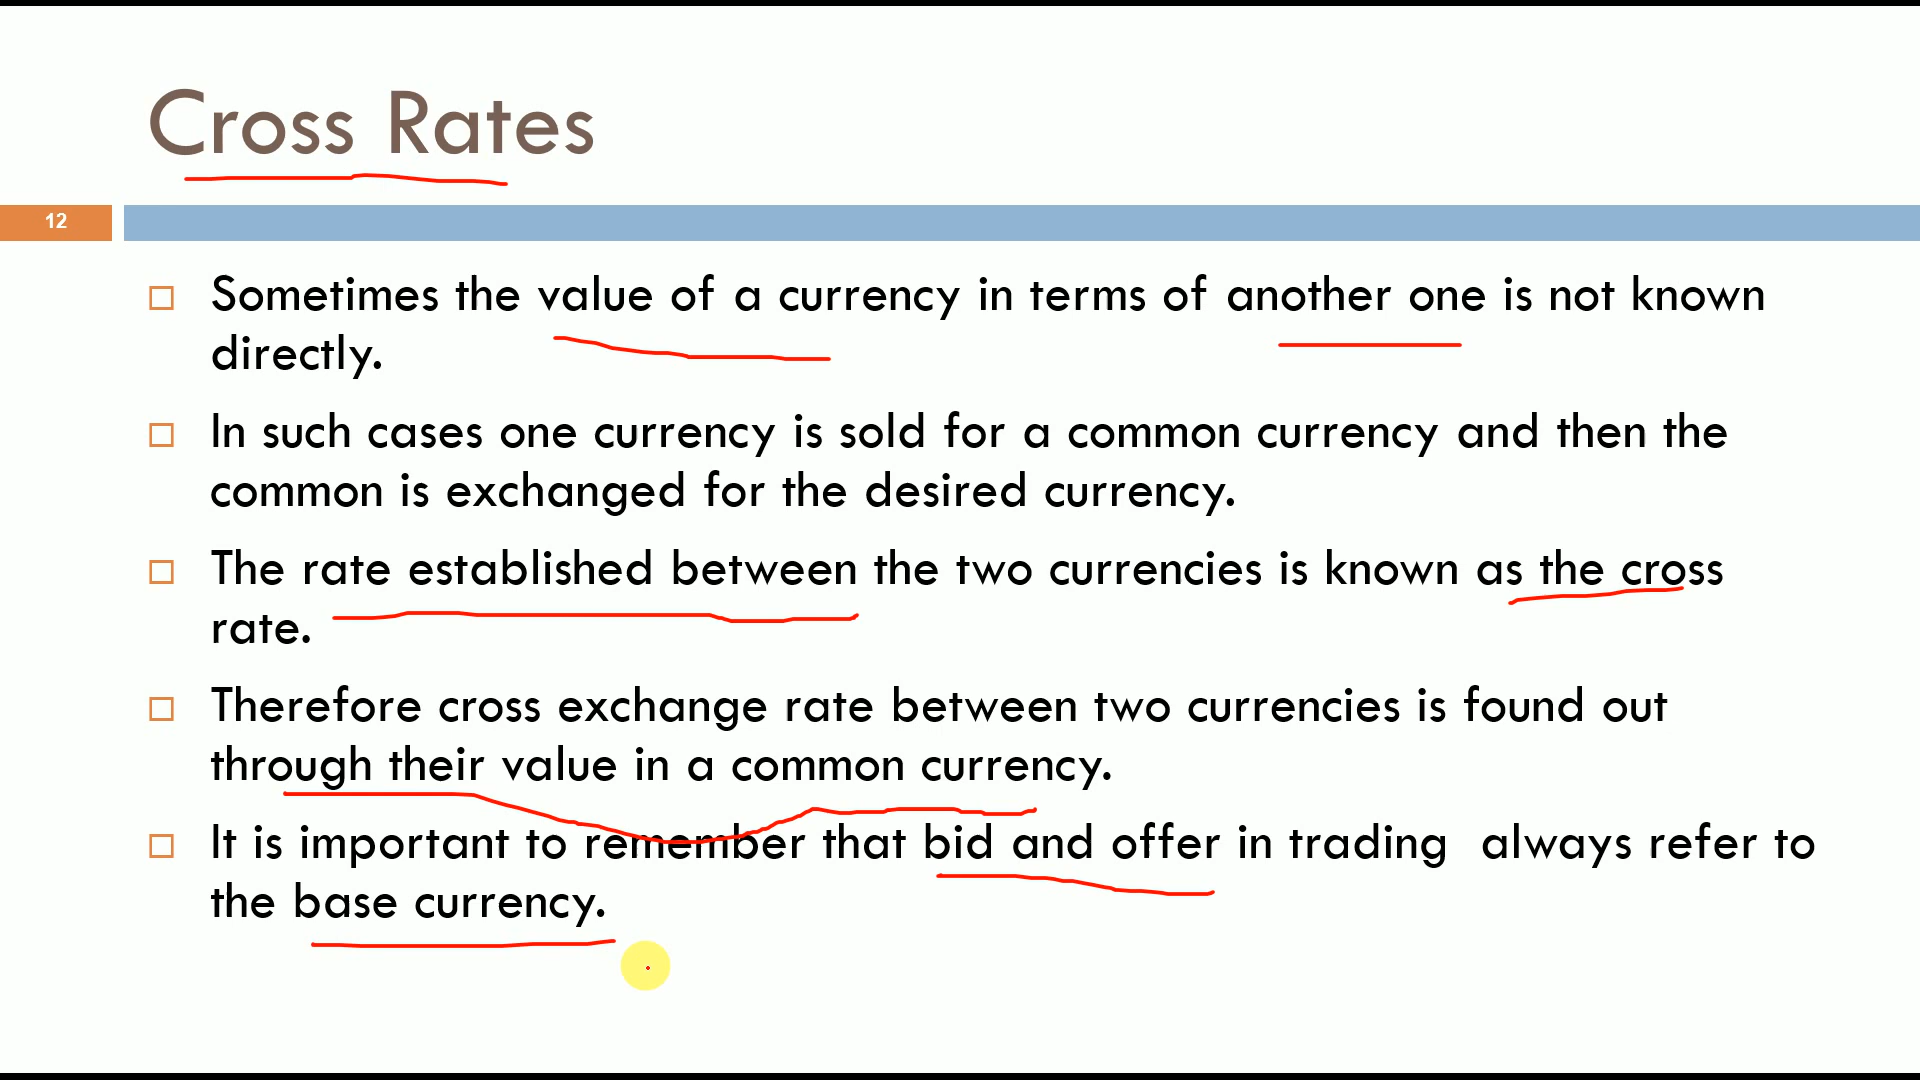 Cross Rates
12
Sometimes the value of a currency in terms of another one is not known
directly.
In such cases one currency is sold for a common currency and then the
common is exchanged for the desired currency.
The rate established between the two currencies is known as the cross
rate.
Therefore cross exchange rate between two currencies is found out
through their value in a common currency.
It is important to remember that bid and offer in trading  always refer to
the base currency.